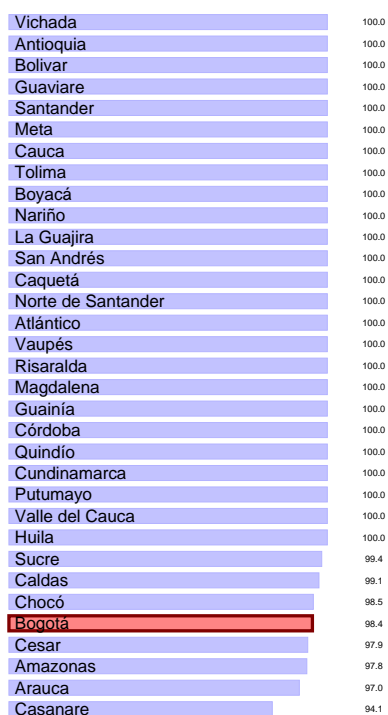 Vichada 100.0
Antioquia 100.0
Bolivar 100.0
Guaviare 100.0
Santander 100.0
Meta 100.0
Cauca 100.0
Tolima 100.0
Boyacá 100.0
Nariño 100.0
La Guajira 100.0
San Andrés 100.0
Caquetá 100.0
Norte de Santander 100.0
Atlántico 100.0
Vaupés 100.0
Risaralda 100.0
Magdalena 100.0
Guainía 100.0
Córdoba 100.0
Quindío 100.0
Cundinamarca 100.0
Putumayo 100.0
Valle del Cauca 100.0
Huila 100.0
Sucre 99.4
Caldas 99.1
Chocó 98.5
Bogotá 98.4
Cesar 97.9
Amazonas 97.8
Arauca 97.0
Casanare 94.1